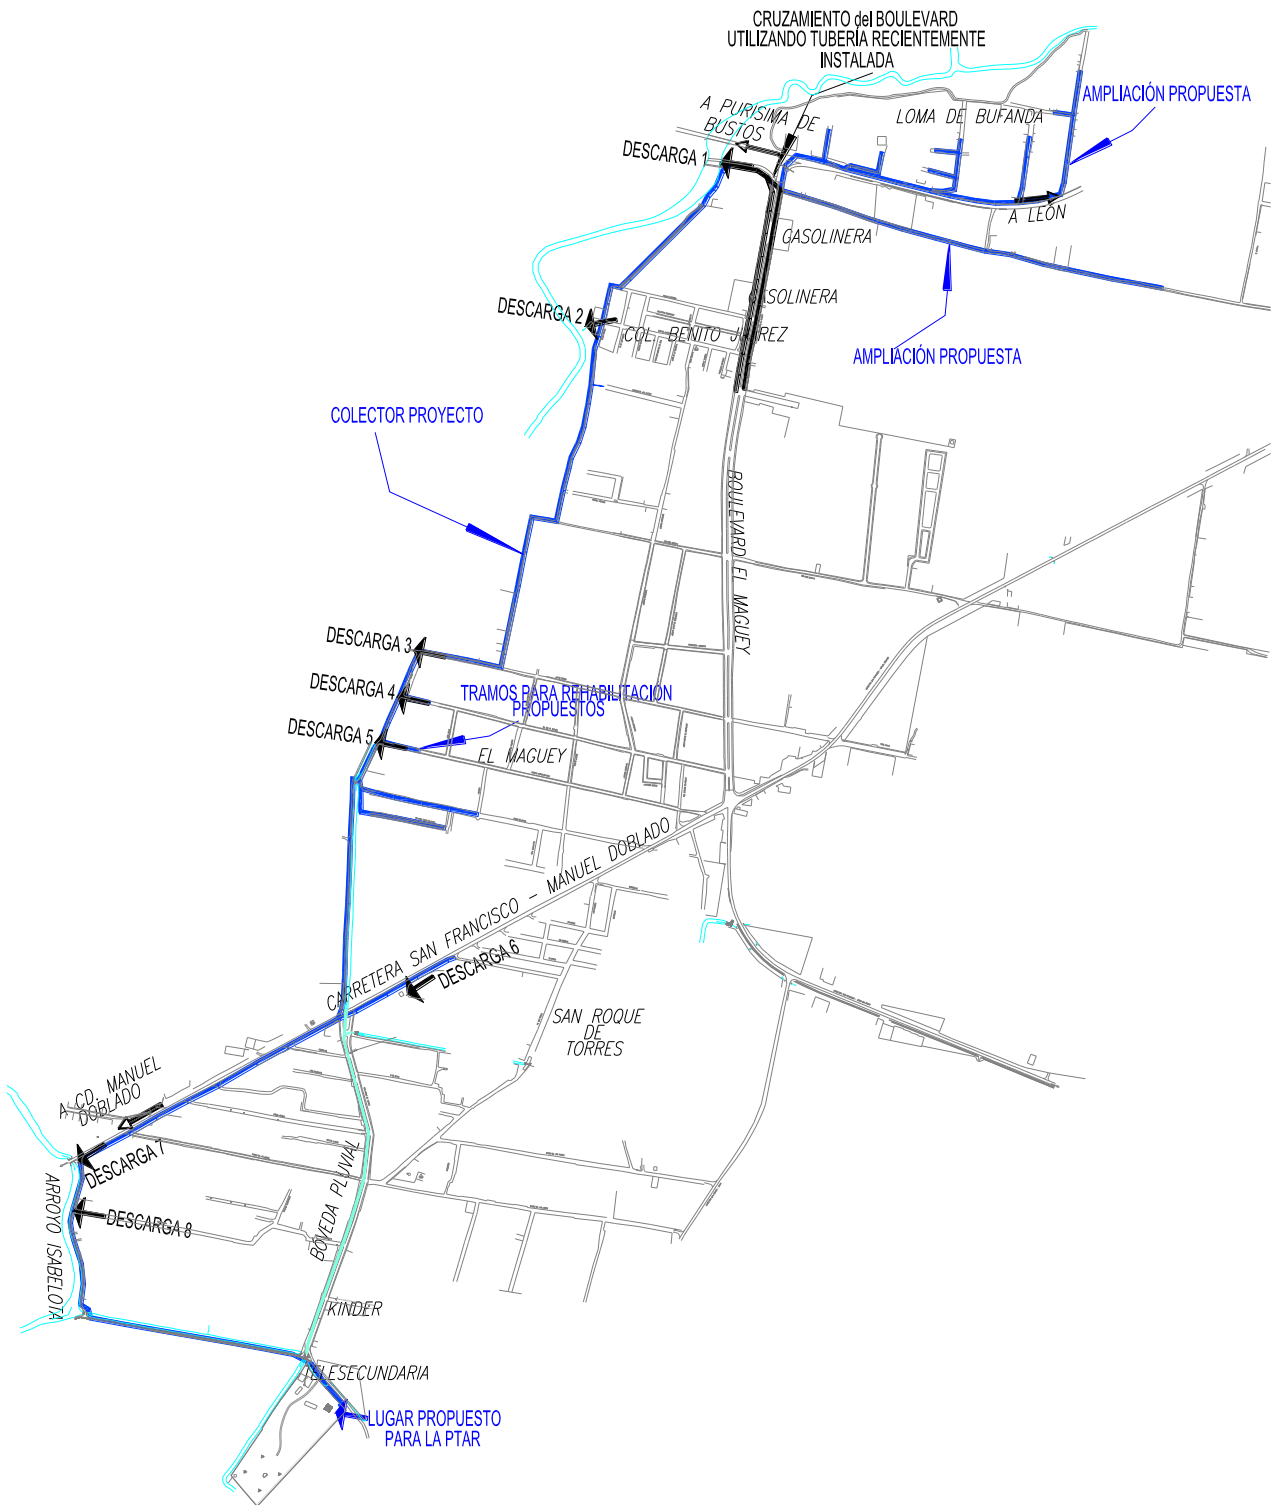 CRUZAMIENTO del BOULEVARD
UTILIZANDO TUBERÍA RECIENTEMENTE
INSTALADA
AMPLIACIÓN PROPUESTA
A PURISIMA DE
BUSTOS
LOMA DE BUFANDA
DESCARGA 1
A LEON
GASOLINERA
GASOLINERA
DESCARGA 2
COL. BENITO JUAREZ
AMPLIACIÓN PROPUESTA
COLECTOR PROYECTO
BOULEVARD EL MAGUEY
DESCARGA 3
DESCARGA 4
TRAMOS PARA REHABILITACIÓN
PROPUESTOS
DESCARGA 5
EL MAGUEY
CARRETERA SAN FRANCISCO - MANUEL DOBLADO
DESCARGA 6
SAN ROQUE
DE
TORRES
A CD. MANUEL
DOBLADO
DESCARGA 7
ARROYO ISABELOTA
DESCARGA 8
BOVEDA PLUVIAL
KINDER
TELESECUNDARIA
LUGAR PROPUESTO
PARA LA PTAR